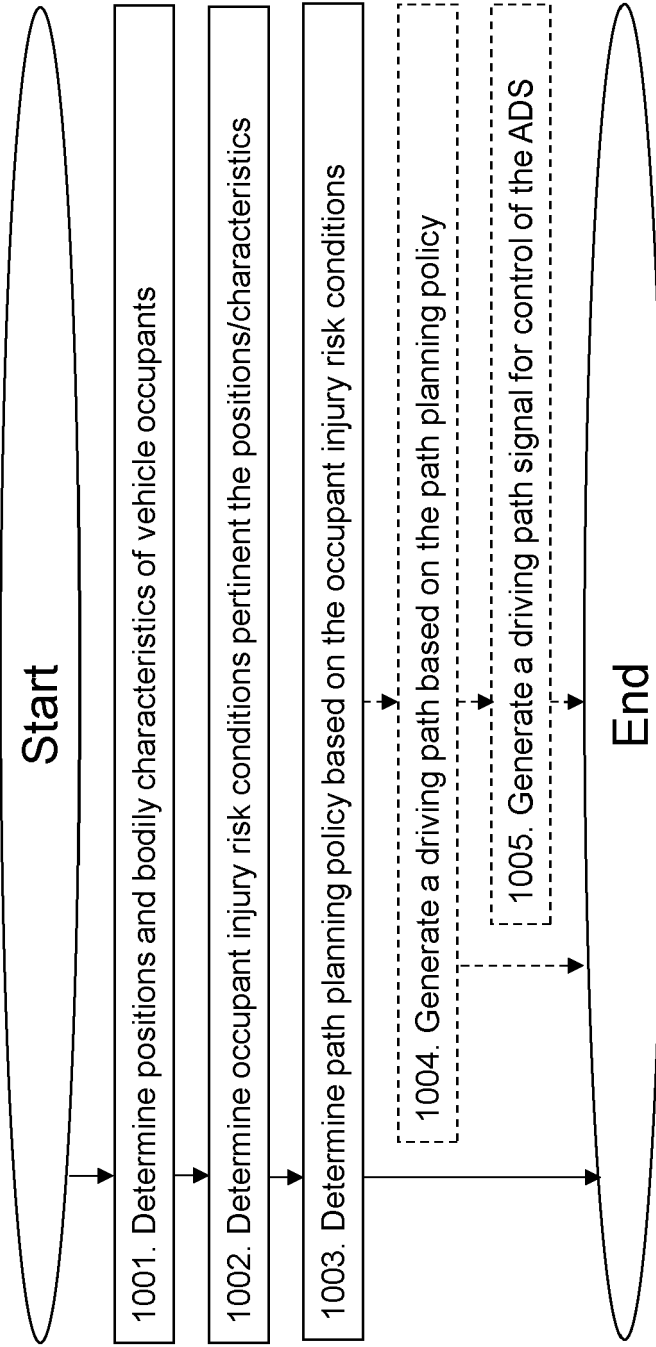 Start
1001. Determine positions and bodily characteristics of vehicle occupants
1002. Determine occupant injury risk conditions pertinent the positions/characteristics
1003. Determine path planning policy based on the occupant injury risk conditions
1004. Generate a driving path based on the path planning policy
1005. Generate a driving path signal for control of the ADS
End